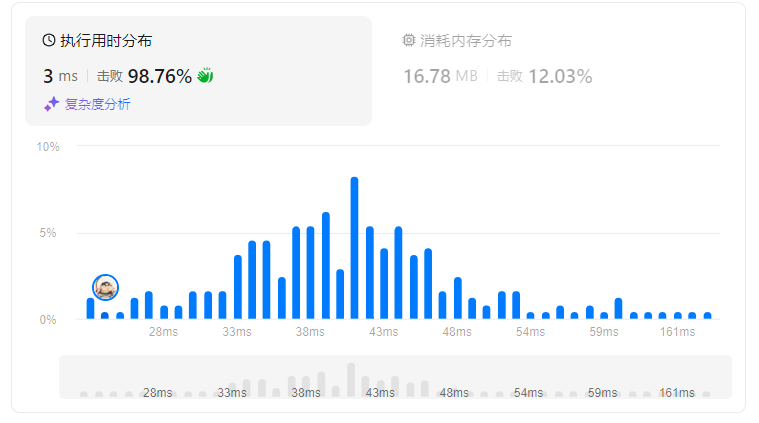 执行用时分布
3 ms | 击败 98.76%
复杂度分析
消耗内存分布
16.78 MB | 击败 12.03%
10%
5%
0%
28ms 33ms 38ms 43ms 48ms 54ms 59ms 161ms
28ms 33ms 38ms 43ms 48ms 54ms 59ms 161ms